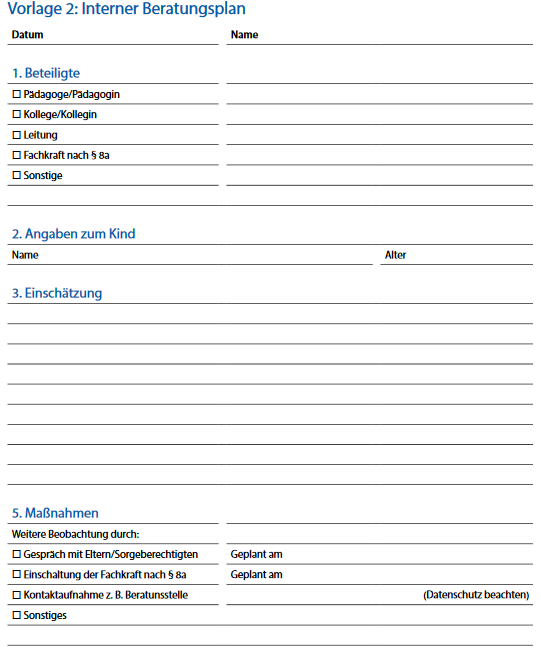 Vorlage 2: Interner Beratungsplan
Datum Name
1. Beteiligte
☐ Pädagoge/Pädagogin
☐ Kollege/Kollegin
☐ Leitung
☐ Fachkraft nach § 8a
☐ Sonstige
2. Angaben zum Kind
Name Alter
3. Einschätzung
5. Maßnahmen
Weitere Beobachtung durch:
☐ Gespräch mit Eltern/Sorgeberechtigten Geplant am
☐ Einschaltung der Fachkraft nach § 8a Geplant am
☐ Kontaktaufnahme z. B. Beratunsstelle (Datenschutz beachten)
☐ Sonstiges